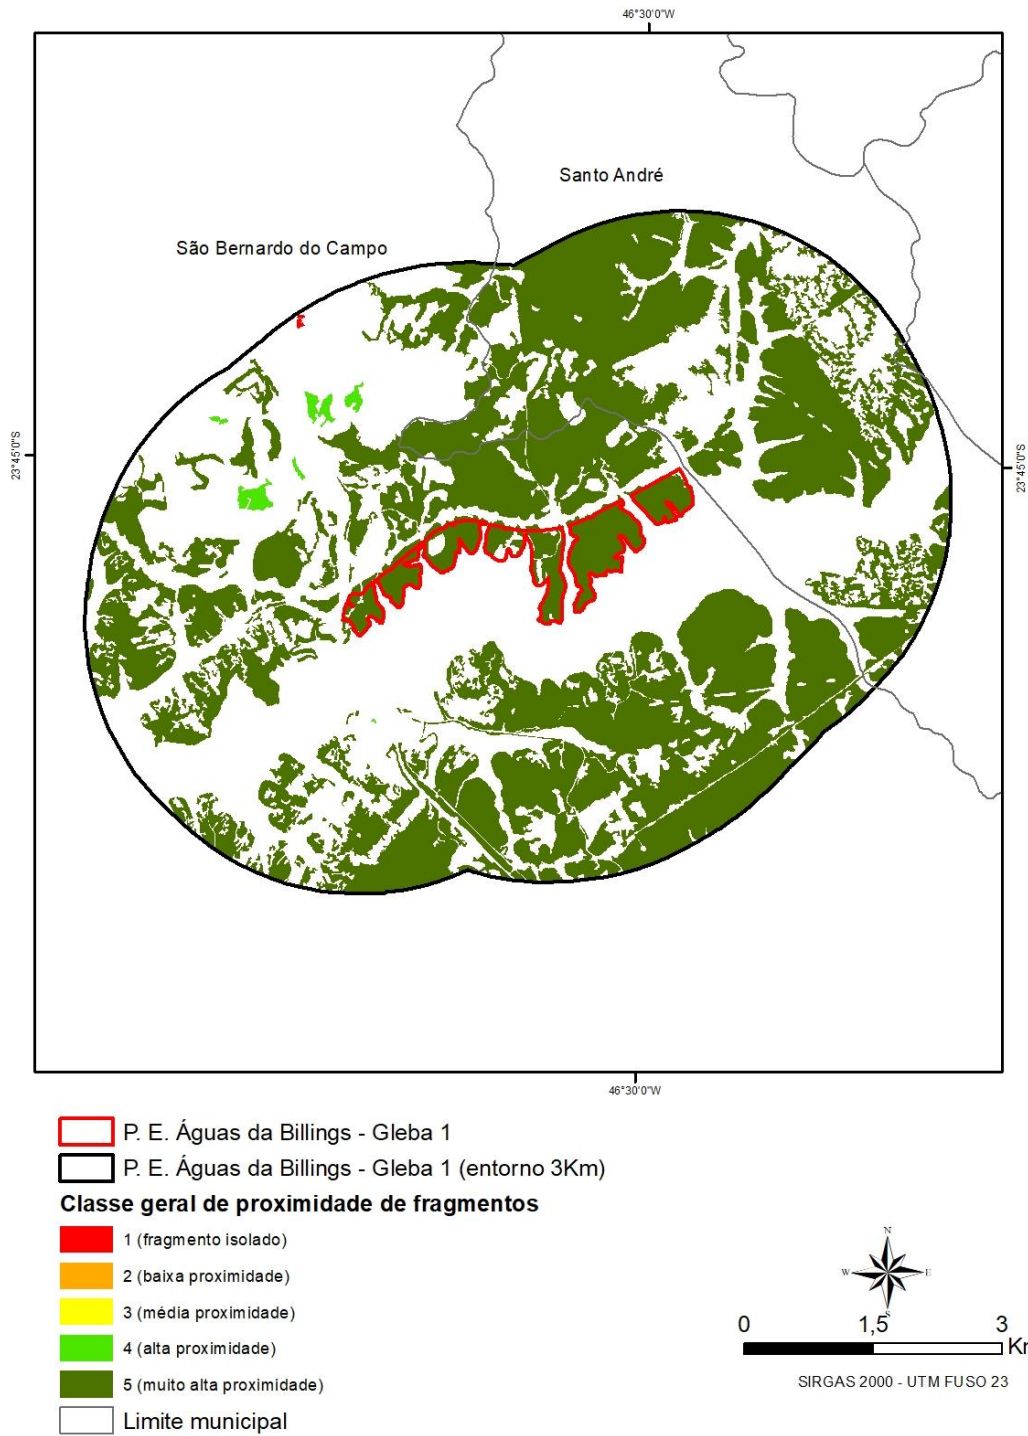 46°30'0"W
Santo André
São Bernardo do Campo
23°45'0"S
23°45'0"S
46°30'0"W
P. E. Águas da Billings - Gleba 1
P. E. Águas da Billings - Gleba 1 (entorno 3Km)
Classe geral de proximidade de fragmentos
1 (fragmento isolado)
2 (baixa proximidade)
3 (média proximidade)
4 (alta proximidade)
5 (muito alta proximidade)
Limite municipal
N
W E
S
0 1,5 3
Km
SIRGAS 2000 - UTM FUSO 23